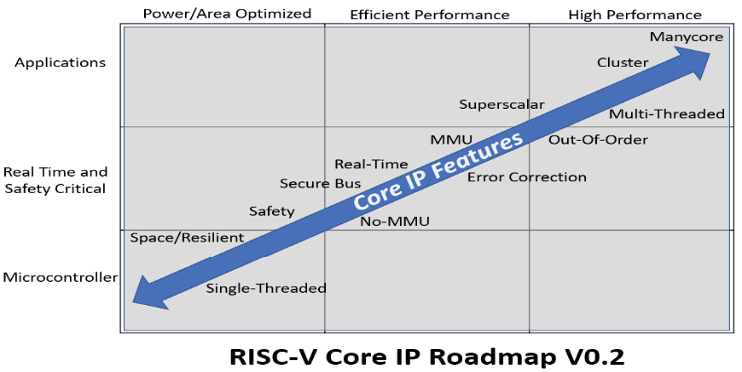 Power/Area Optimized
Efficient Performance
High Performance
Applications
Real Time and
Safety Critical
Microcontroller
Manycore
Cluster
Superscalar
Multi-Threaded
MMU
Out-Of-Order
Real-Time
Core IP Features
Error Correction
Secure Bus
Safety
No-MMU
Space/Resilient
Single-Threaded
RISC-V Core IP Roadmap V0.2